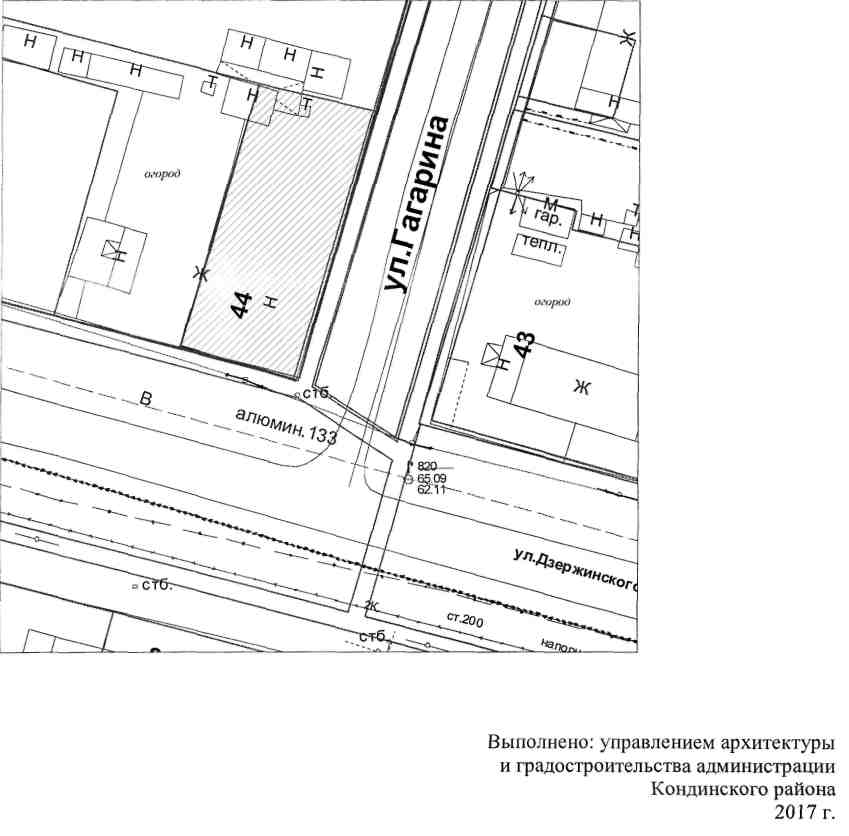 Н
Н
Н
Н
Н
Н
Н
Т
Т
Ж
Н
огород
ул.Гагарина
М
гар.
Н
Т
Н
тепл.
Н
Ж
44
Н
огород
43
Н
Ж
В
алюмин. 133
стб.
820
65.09
62.11
ул.Дзержинского
стб.
2К
ст.200
стб.
Выполнено: управлением архитектуры
и градостроительства администрации
Кондинского района
2017 г.